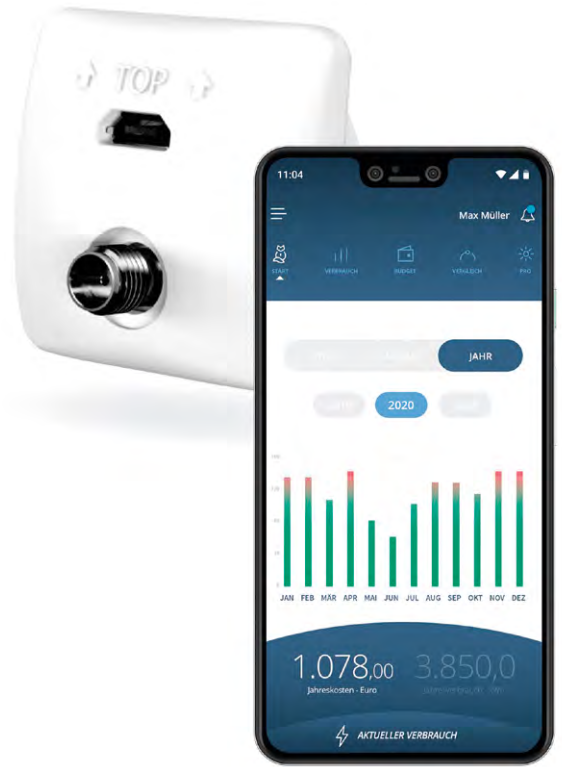 TOP
11:04
Max Müller
START VERBRAUCH BUDGET VERGLEICH PRO
JAHR
2020
JAN FEB MÄR APR MAI JUN JUL AUG SEP OKT NOV DEZ
1.078,00 3.850,0
Jahreskosten - Euro
AKTUELLER VERBRAUCH